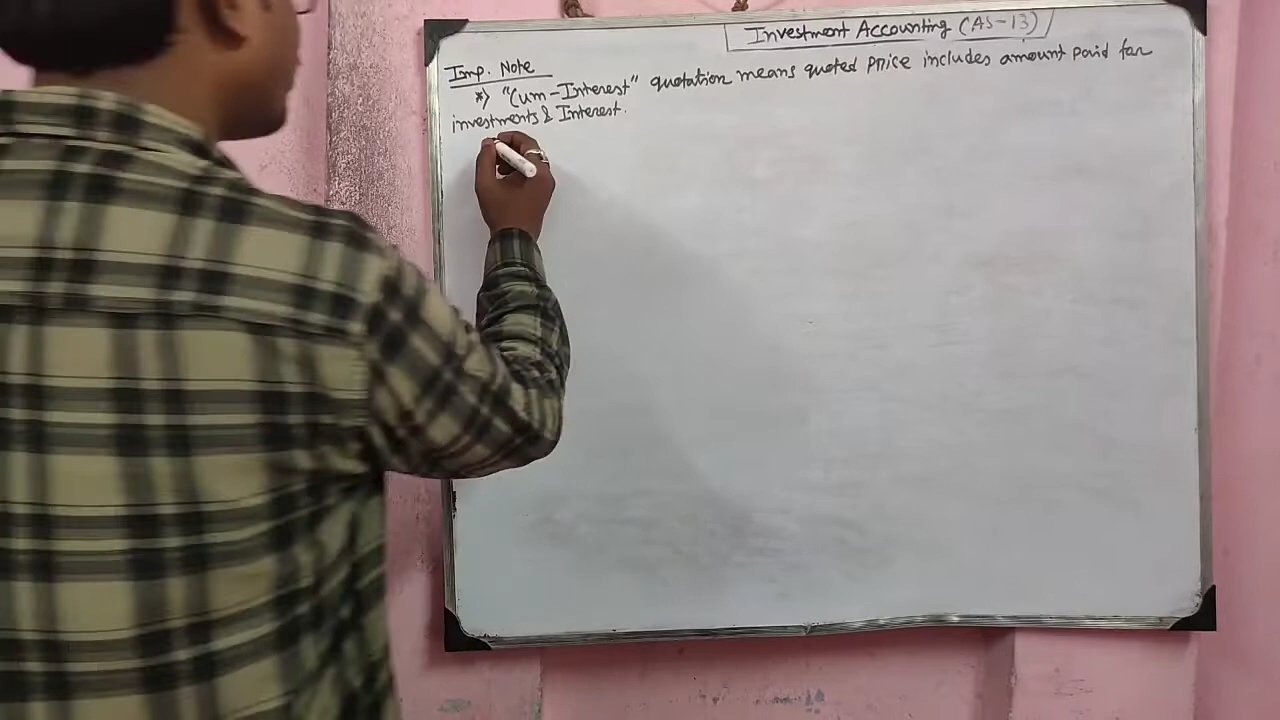 Investment Accounting (AS-13)
Imp. Note
*) "Cum-Interest" quotation means quoted price includes amount paid for
investments & Interest.